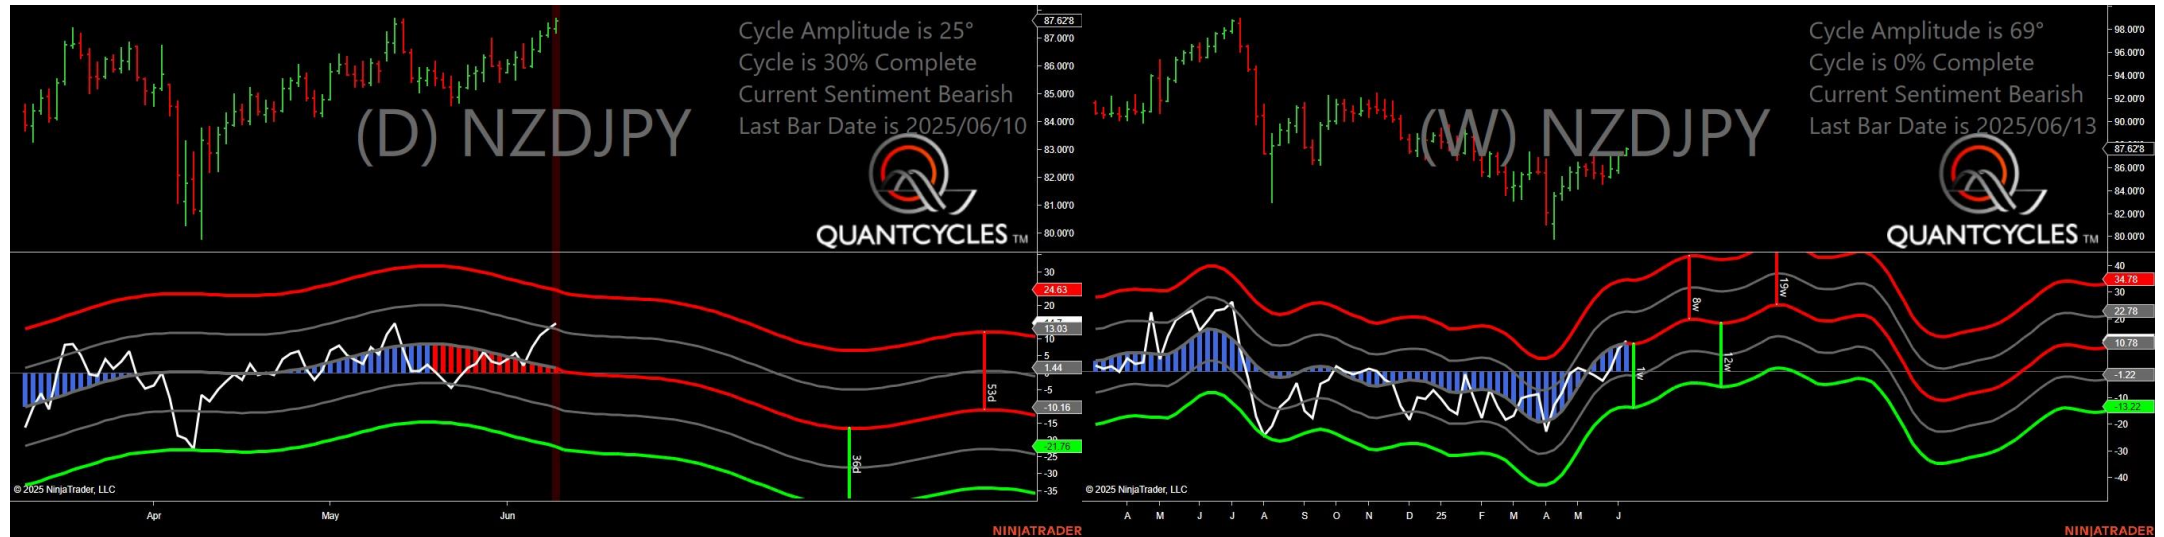 Cycle Amplitude is 25°
Cycle is 30% Complete
Current Sentiment Bearish
Last Bar Date is 2025/06/10
(D) NZDJPY
QUANTCYCLES TM
87.62'8
87.00'0
86.00'0
85.00'0
84.00'0
83.00'0
82.00'0
81.00'0
80.00'0
30
24.63
20
13.03
10
5
1.44
-5
-10.16
-15
-21.76
-25
-30
-35
53d
36d
© 2025 NinjaTrader, LLC
Apr
May
Jun
NINJATRADER
Cycle Amplitude is 69°
Cycle is 0% Complete
Current Sentiment Bearish
Last Bar Date is 2025/06/13
(W) NZDJPY
QUANTCYCLES TM
98.00'0
96.00'0
94.00'0
92.00'0
90.00'0
87.62'8
86.00'0
84.00'0
82.00'0
80.00'0
40
34.78
30
22.78
20
10.78
-1.22
-10
-13.22
-20
-30
-40
8w
19w
1w
12w
© 2025 NinjaTrader, LLC
A
M
J
J
A
S
O
N
D
25
F
M
A
M
J
NINJATRADER